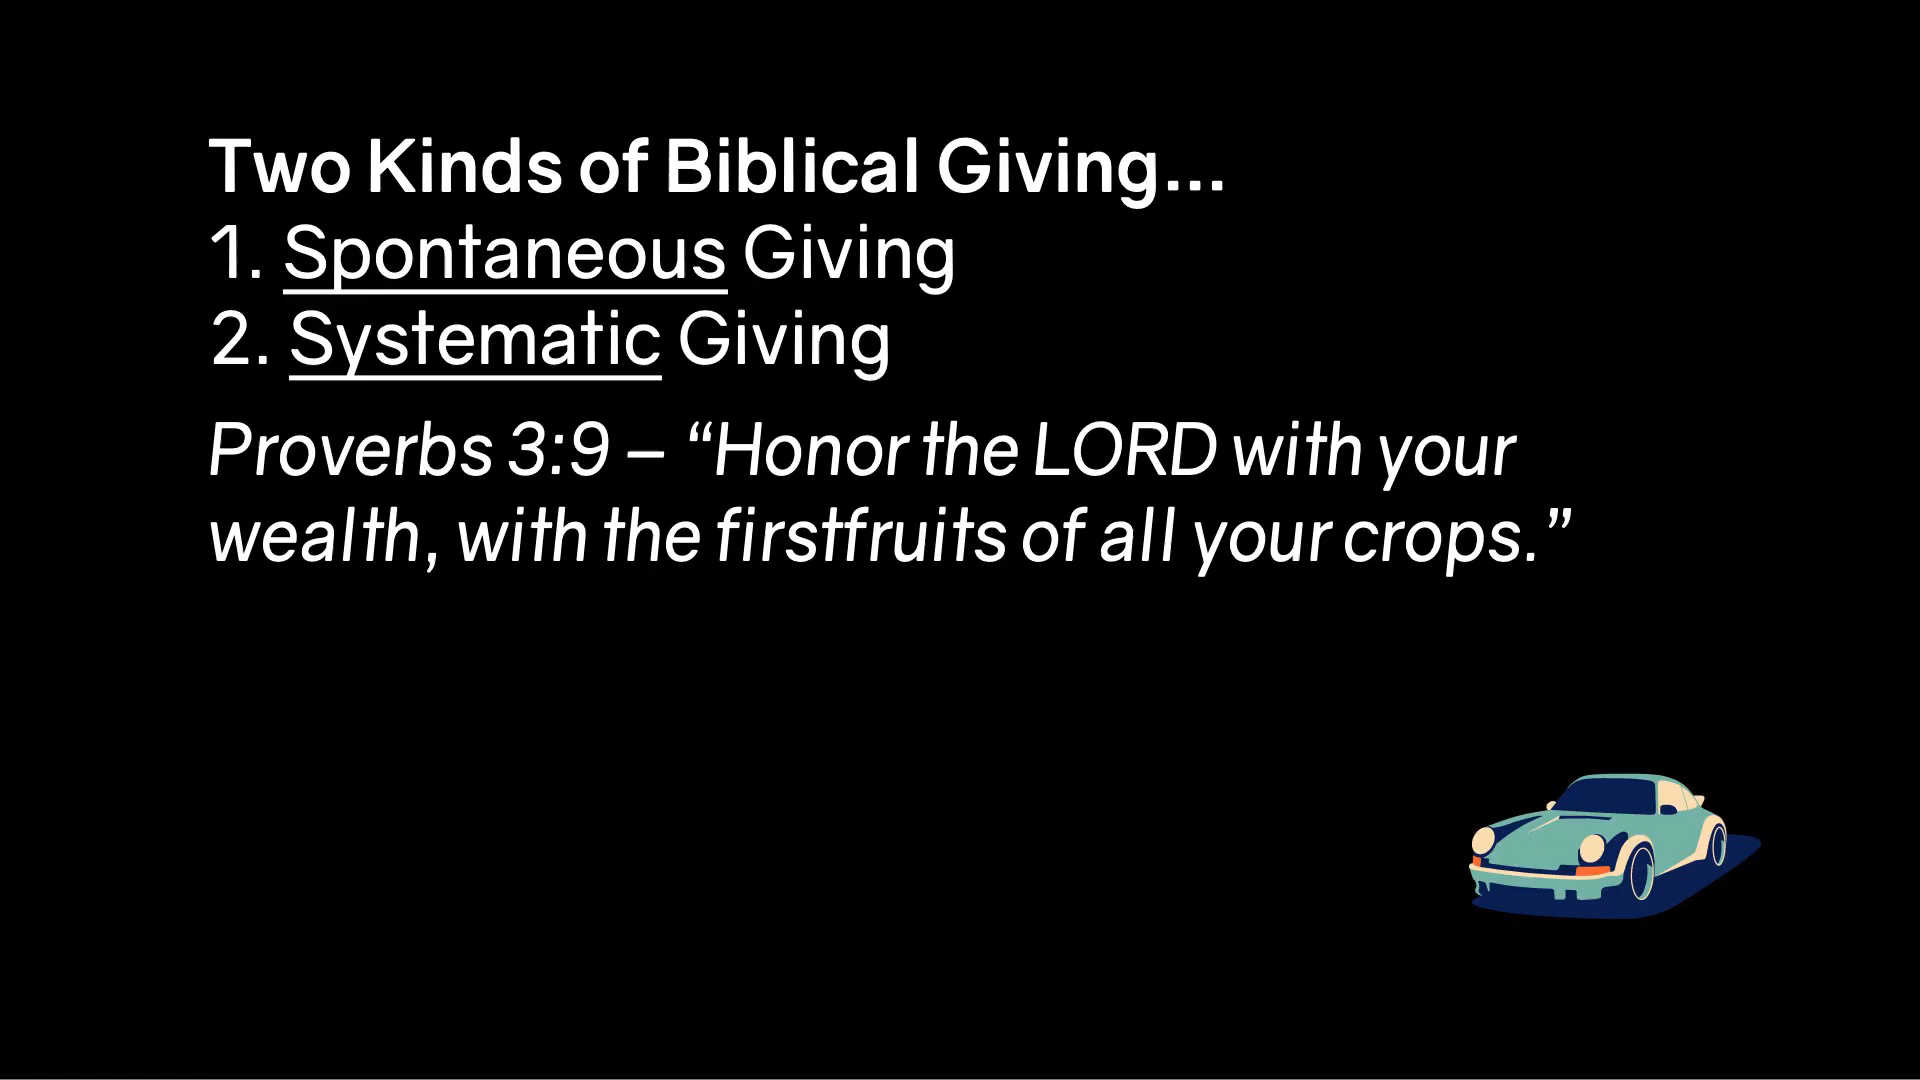 Two Kinds of Biblical Giving...
1. Spontaneous Giving
2. Systematic Giving
Proverbs 3:9 – “Honor the LORD with your
wealth, with the firstfruits of all your crops.”